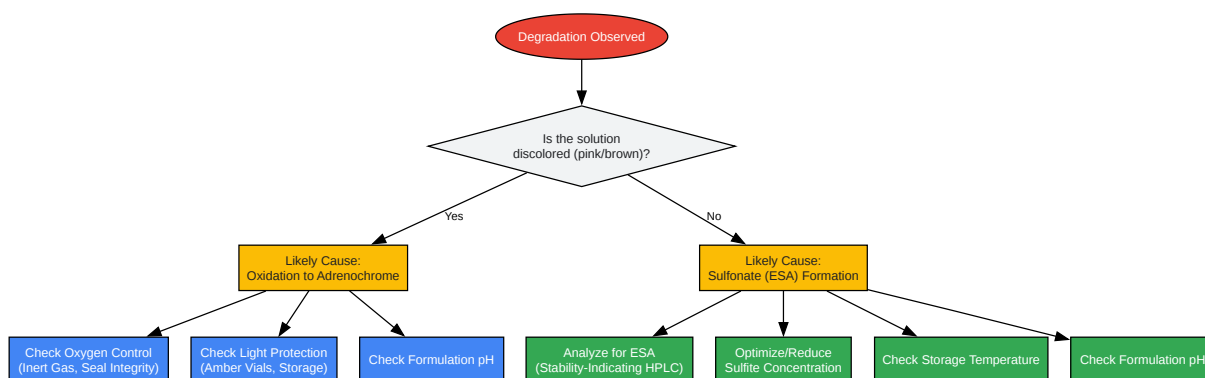 Degradation Observed
Is the solution
discolored (pink/brown)?
Yes
No
Likely Cause:
Oxidation to Adrenochrome
Likely Cause:
Sulfonate (ESA) Formation
Check Oxygen Control
(Inert Gas, Seal Integrity)
Check Light Protection
(Amber Vials, Storage)
Check Formulation pH
Analyze for ESA
(Stability-Indicating HPLC)
Optimize/Reduce
Sulfite Concentration
Check Storage Temperature
Check Formulation pH